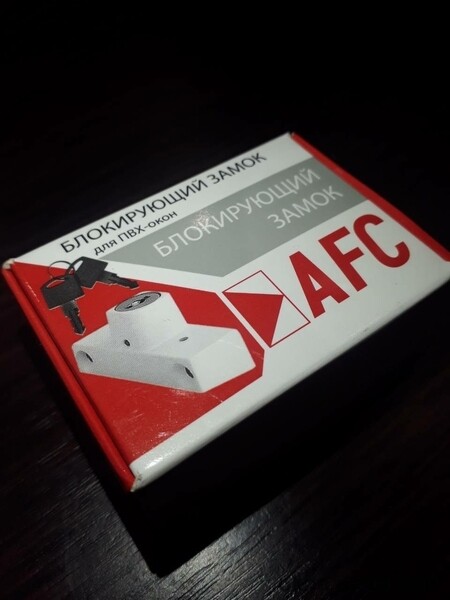 БЛОКИРУЮЩИЙ ЗАМОК
для ПВХ-окон
БЛОКИРУЮЩИЙ
ЗАМОК
AFC